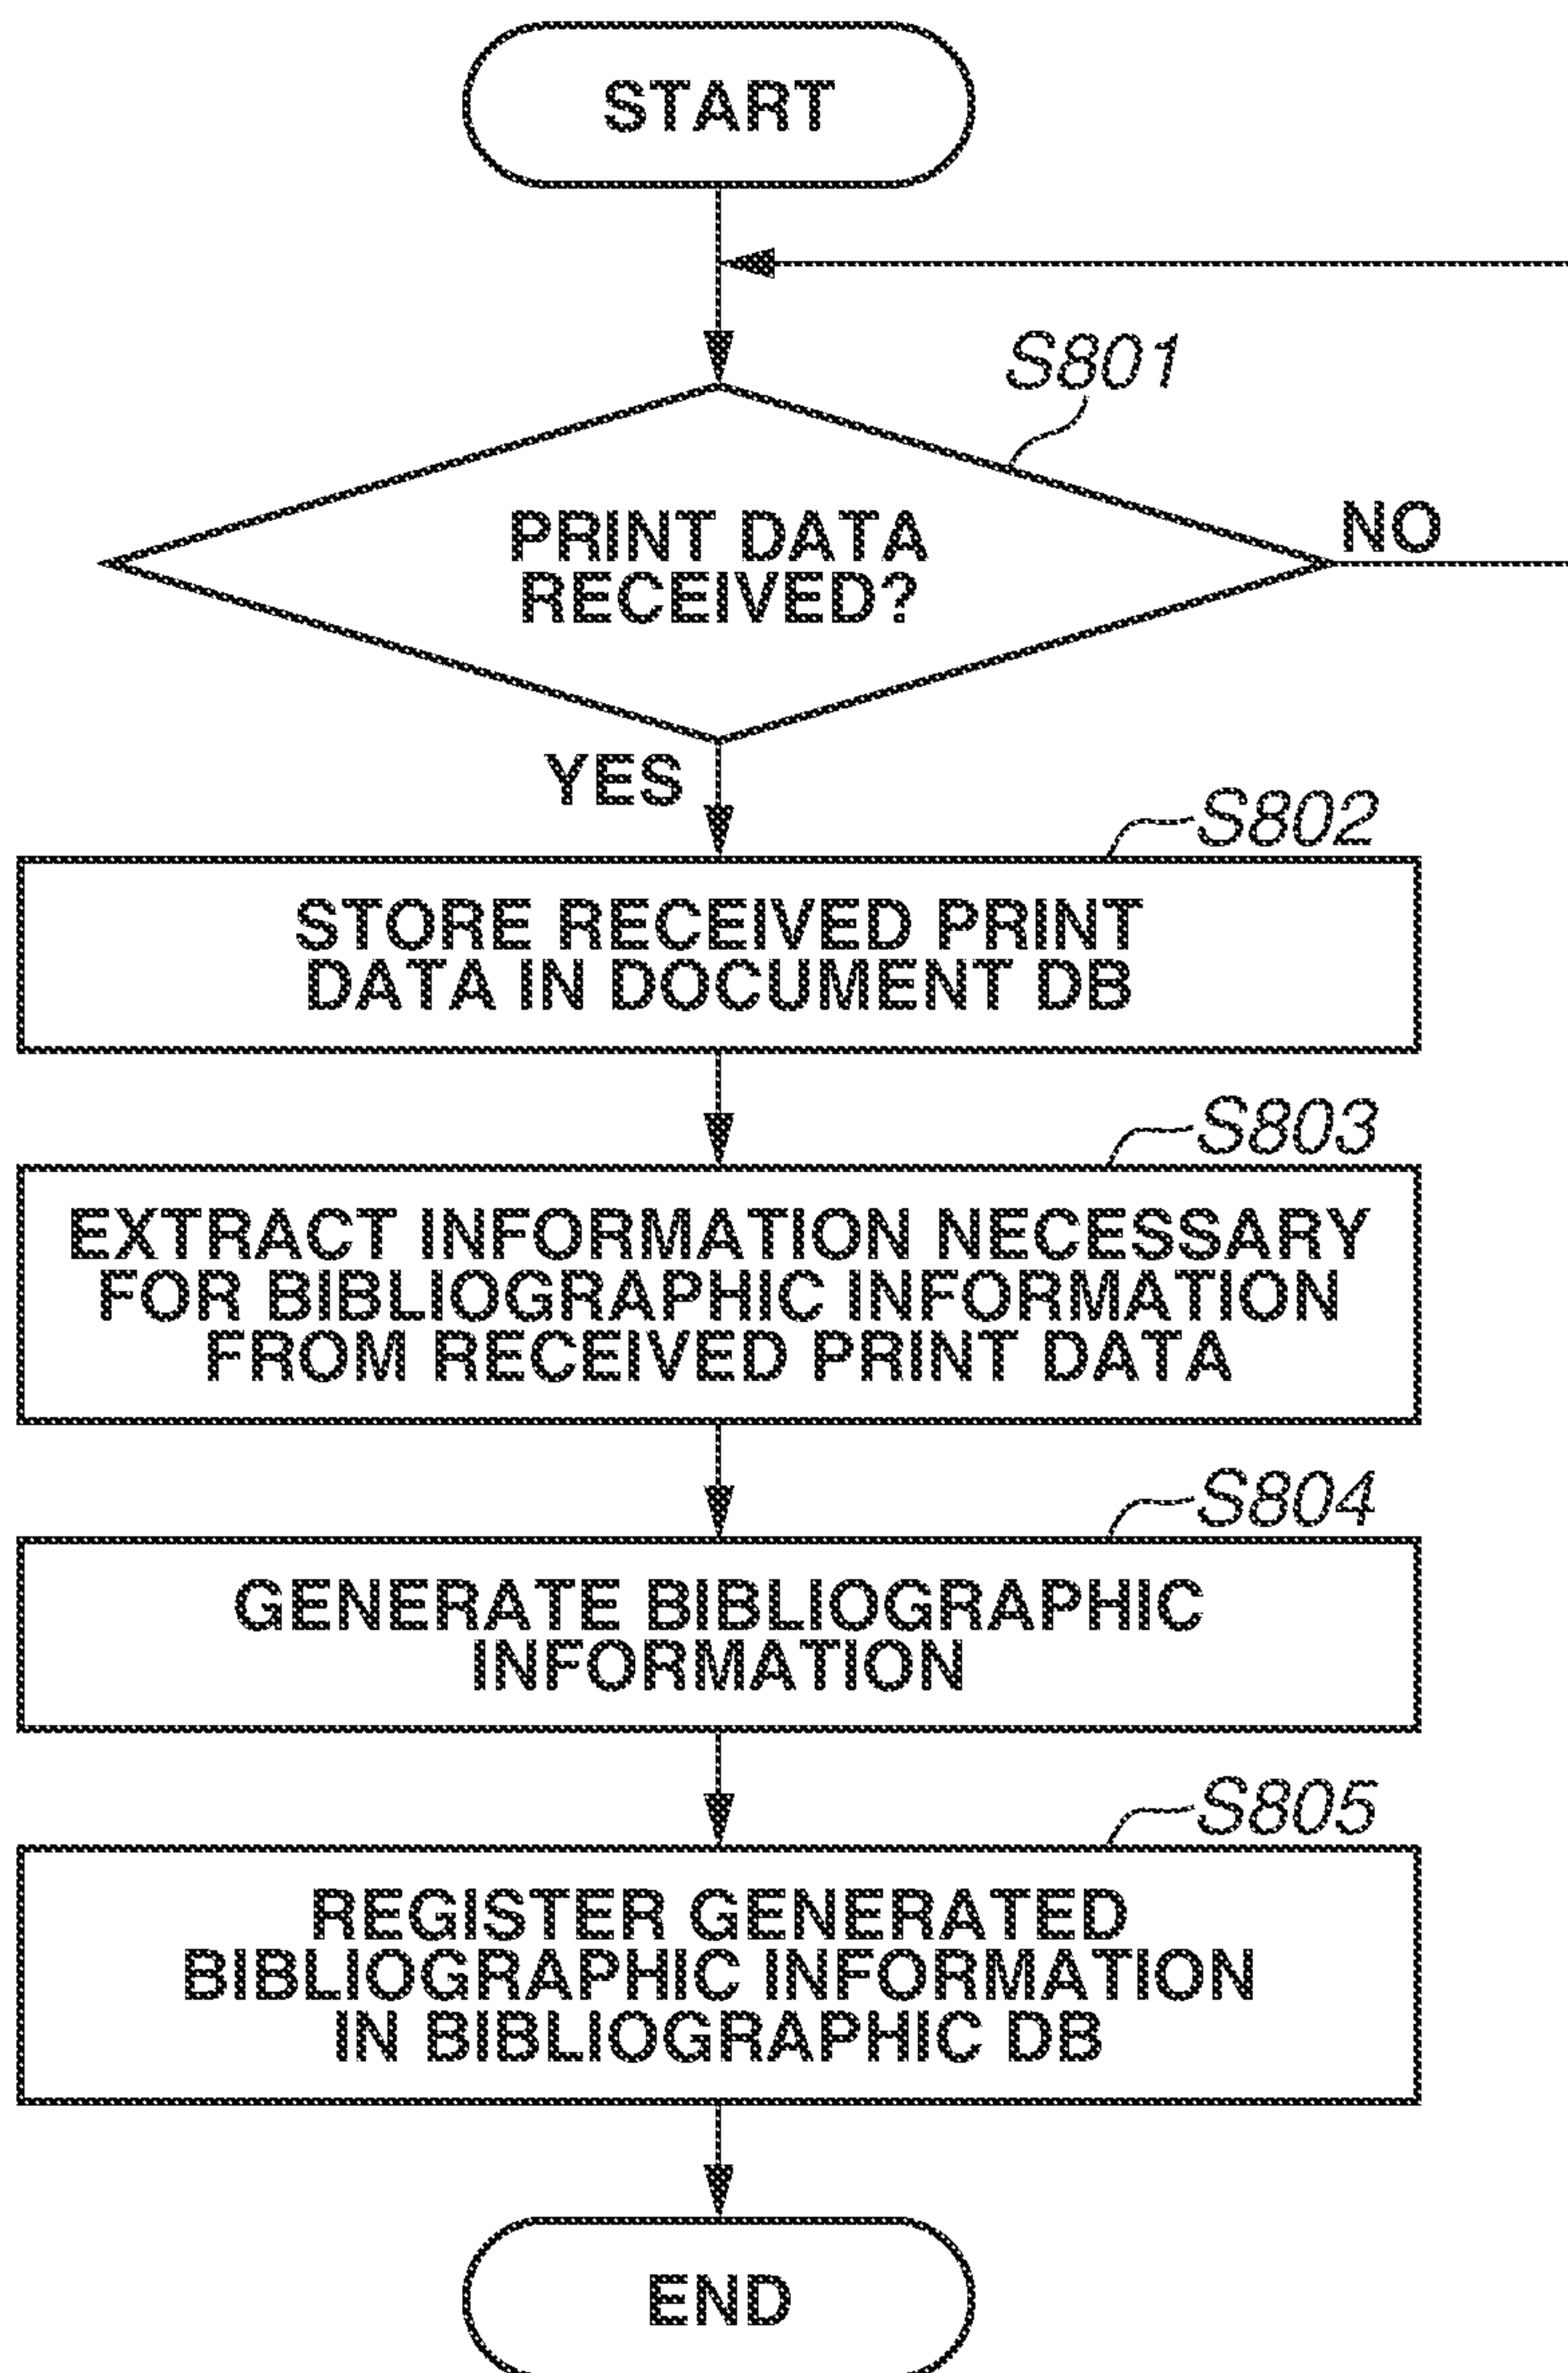 START
S801
PRINT DATA
RECEIVED?
NO
YES
S802
STORE RECEIVED PRINT
DATA IN DOCUMENT DB
S803
EXTRACT INFORMATION NECESSARY
FOR BIBLIOGRAPHIC INFORMATION
FROM RECEIVED PRINT DATA
S804
GENERATE BIBLIOGRAPHIC
INFORMATION
S805
REGISTER GENERATED
BIBLIOGRAPHIC INFORMATION
IN BIBLIOGRAPHIC DB
END